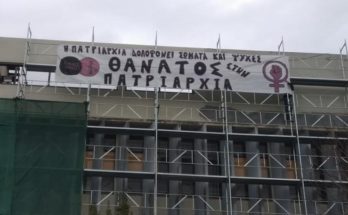 Η ΠΑΤΡΙΑΡΧΙΑ ΔΟΛΟΦΟΝΕΙ ΣΩΜΑΤΑ ΚΑΙ ΨΥΧΕΣ
ΘΑΝΑΤΟΣ ΣΤΗΝ
ΠΑΤΡΙΑΡΧΙΑ